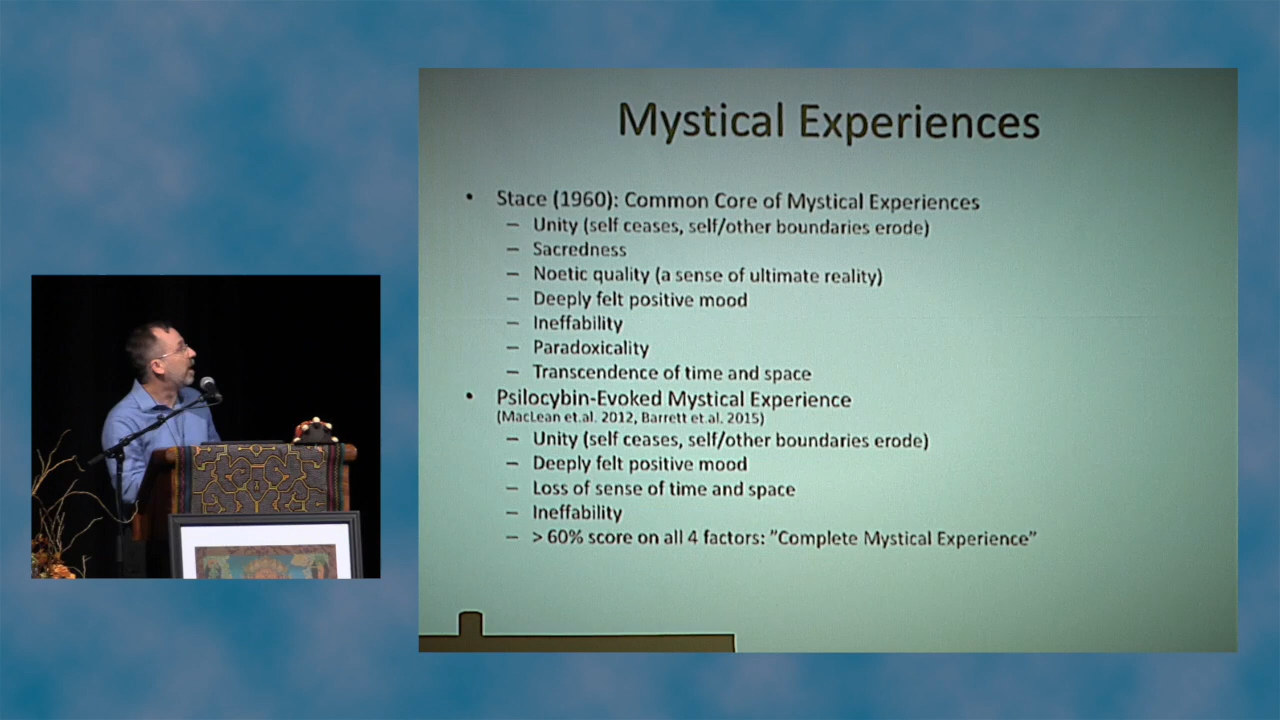 Mystical Experiences
• Stace (1960): Common Core of Mystical Experiences
– Unity (self ceases, self/other boundaries erode)
– Sacredness
– Noetic quality (a sense of ultimate reality)
– Deeply felt positive mood
– Ineffability
– Paradoxicality
– Transcendence of time and space
• Psilocybin-Evoked Mystical Experience
(MacLean et.al. 2012, Barrett et.al. 2015)
– Unity (self ceases, self/other boundaries erode)
– Deeply felt positive mood
– Loss of sense of time and space
– Ineffability
– > 60% score on all 4 factors: ”Complete Mystical Experience”